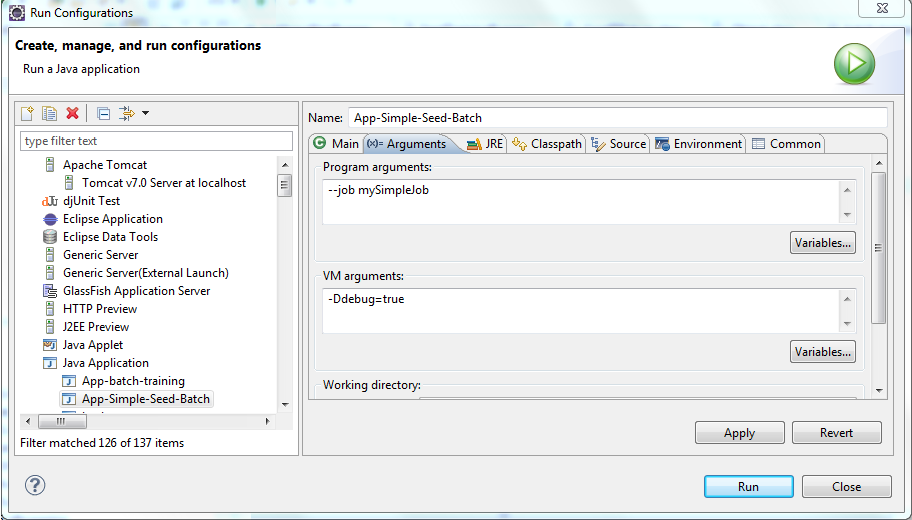 Run Configurations
Create, manage, and run configurations
Run a Java application
type filter text
Apache Tomcat
Tomcat v7.0 Server at localhost
djUnit Test
Eclipse Application
Eclipse Data Tools
Generic Server
Generic Server(External Launch)
GlassFish Application Server
HTTP Preview
J2EE Preview
Java Applet
Java Application
App-batch-training
App-Simple-Seed-Batch
Filter matched 126 of 137 items
Name: App-Simple-Seed-Batch
Main (x)= Arguments JRE Classpath Source Environment Common
Program arguments:
--job mySimpleJob
Variables...
VM arguments:
-Ddebug=true
Variables...
Working directory:
Apply Revert
Run Close